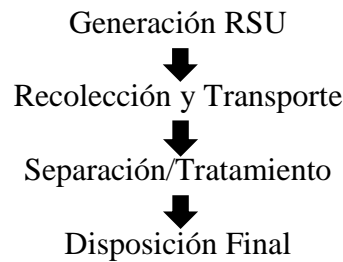 Generación RSU
Recolección y Transporte
Separación/Tratamiento
Disposición Final